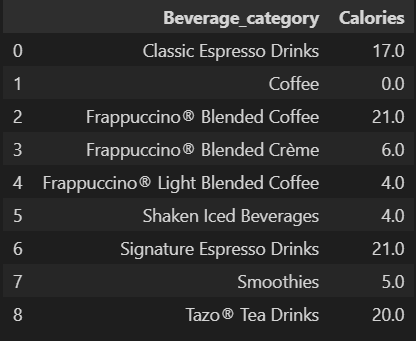 Beverage_category Calories
0 Classic Espresso Drinks 17.0
1 Coffee 0.0
2 Frappuccino® Blended Coffee 21.0
3 Frappuccino® Blended Crème 6.0
4 Frappuccino® Light Blended Coffee 4.0
5 Shaken Iced Beverages 4.0
6 Signature Espresso Drinks 21.0
7 Smoothies 5.0
8 Tazo® Tea Drinks 20.0